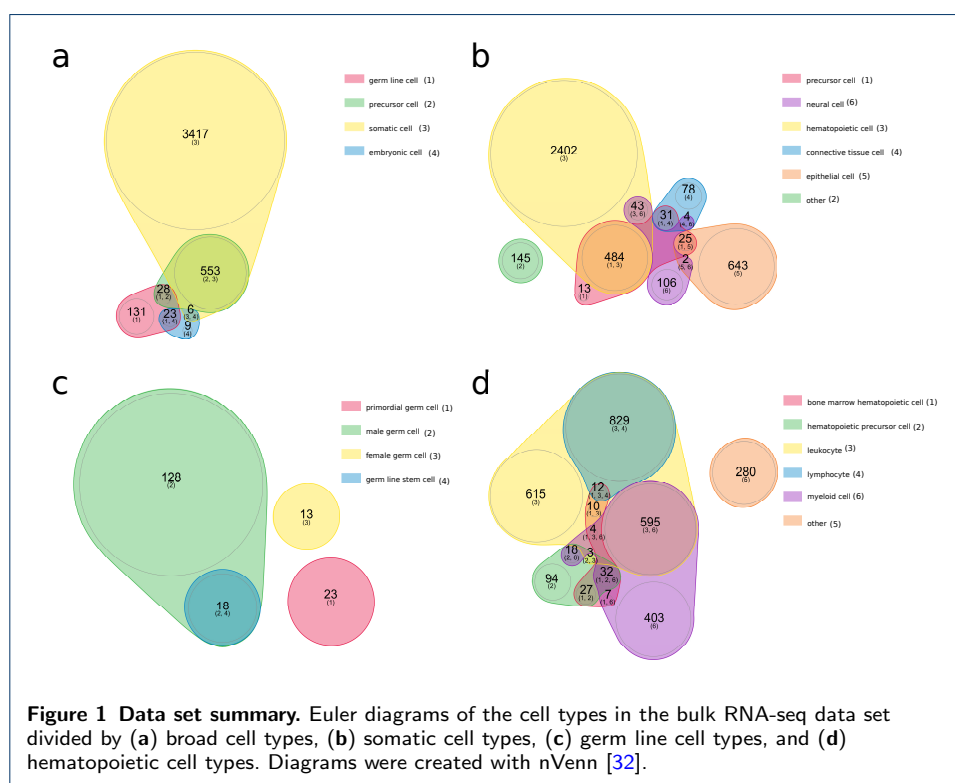 a
germ line cell (1)
precursor cell (2)
somatic cell (3)
embryonic cell (4)
3417
(3)
553
(2, 3)
28
(1, 2)
131
(1)
23
(1, 4)
6
(3, 4)
9
(4)
b
precursor cell (1)
neural cell (6)
hematopoietic cell (3)
connective tissue cell (4)
epithelial cell (5)
other (2)
2402
(3)
78
(4)
43
(3, 6)
31
(1, 4)
4
(4, 6)
25
(1, 5)
145
(2)
484
(1, 3)
2
(5, 6)
643
(5)
13
(1)
106
(6)
c
primordial germ cell (1)
male germ cell (2)
female germ cell (3)
germ line stem cell (4)
128
(2)
13
(3)
18
(2, 4)
23
(1)
d
bone marrow hematopoietic cell (1)
hematopoietic precursor cell (2)
leukocyte (3)
lymphocyte (4)
myeloid cell (6)
other (5)
829
(3, 4)
280
615
(3)
12
(1, 3, 4)
10
(1, 3)
4
(1, 3, 6)
595
(3, 6)
18
3
(2, 3)
94
(2)
32
(1, 2, 6)
27
(1, 2)
7
(1, 6)
403
(6)
Figure 1 Data set summary. Euler diagrams of the cell types in the bulk RNA-seq data set
divided by (a) broad cell types, (b) somatic cell types, (c) germ line cell types, and (d)
hematopoietic cell types. Diagrams were created with nVenn [32].